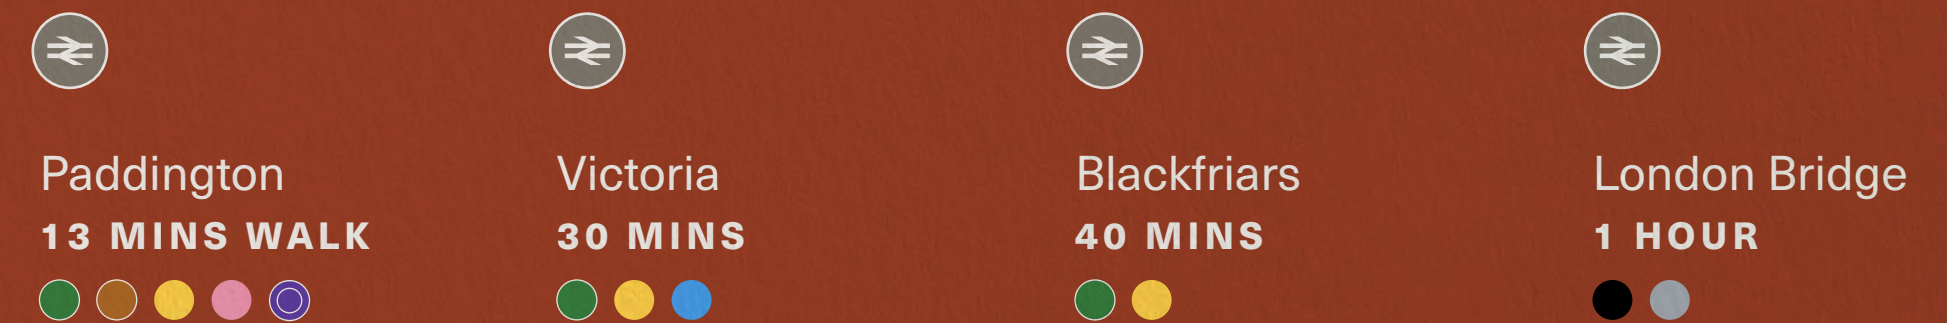 Paddington
13 MINS WALK
Victoria
30 MINS
Blackfriars
40 MINS
London Bridge
1 HOUR